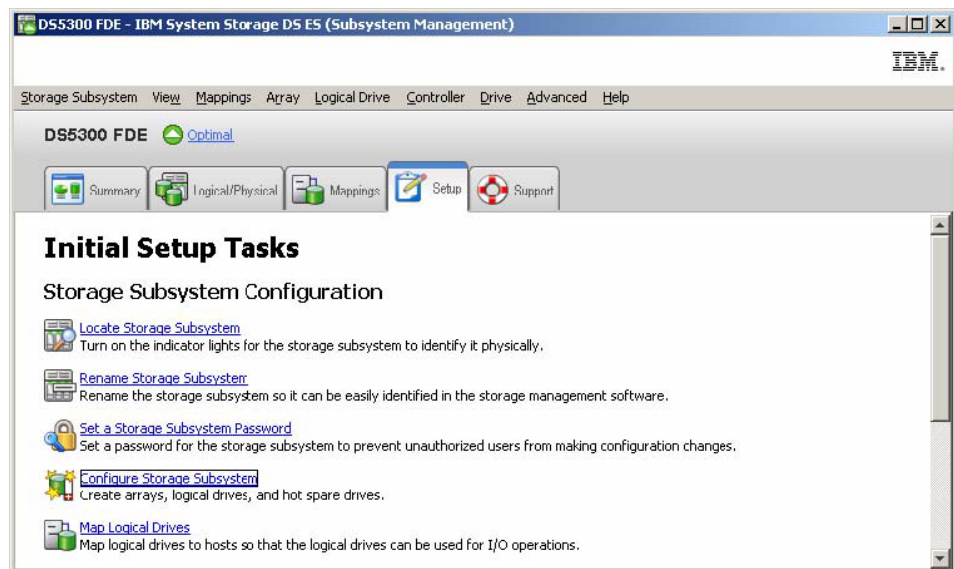 DS5300 FDE - IBM System Storage DS ES (Subsystem Management)
IBM.
Storage Subsystem View Mappings Array Logical Drive Controller Drive Advanced Help
DS5300 FDE Optimal
Summary Logical/Physical Mappings Setup Support
Initial Setup Tasks
Storage Subsystem Configuration
Locate Storage Subsystem
Turn on the indicator lights for the storage subsystem to identify it physically.
Rename Storage Subsystem
Rename the storage subsystem so it can be easily identified in the storage management software.
Set a Storage Subsystem Password
Set a password for the storage subsystem to prevent unauthorized users from making configuration changes.
Configure Storage Subsystem
Create arrays, logical drives, and hot spare drives.
Map Logical Drives
Map logical drives to hosts so that the logical drives can be used for I/O operations.